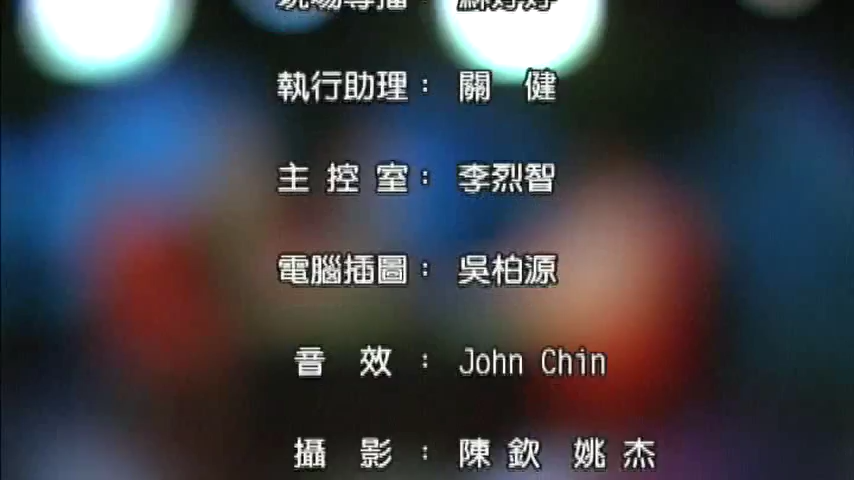 執行助理： 關　健
主 控 室： 李烈智
電腦插圖： 吳柏源
音　效 ： John Chin
攝　影 ： 陳 欽　姚 杰